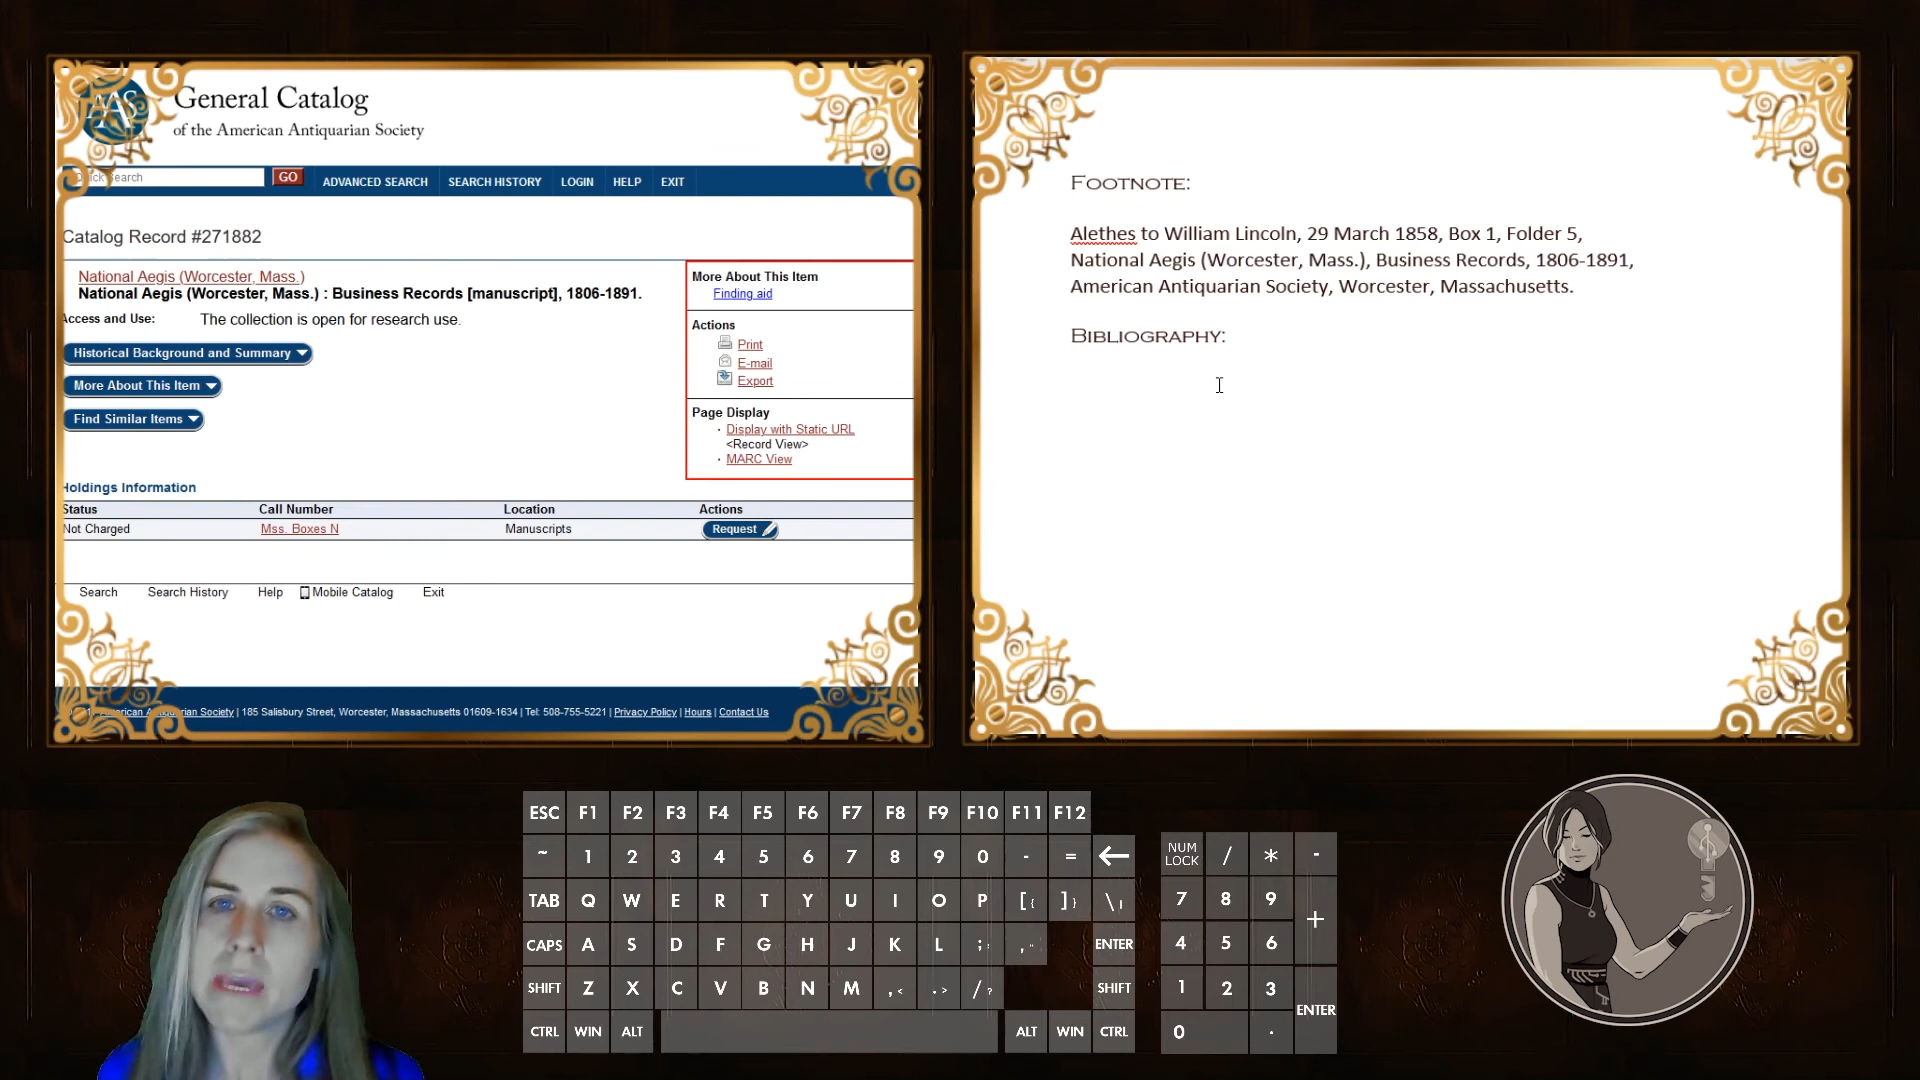 AAS
General Catalog
of the American Antiquarian Society
Search
GO
ADVANCED SEARCH
SEARCH HISTORY
LOGIN
HELP
EXIT
Catalog Record #271882
National Aegis (Worcester, Mass.)
National Aegis (Worcester, Mass.) : Business Records [manuscript], 1806-1891.
Access and Use: The collection is open for research use.
Historical Background and Summary
More About This Item
Find Similar Items
More About This Item
Finding aid
Actions
Print
E-mail
Export
Page Display
· Display with Static URL
<Record View>
· MARC View
Holdings Information
Status Call Number Location Actions
Not Charged Mss. Boxes N Manuscripts Request
Search Search History Help Mobile Catalog Exit
American Antiquarian Society | 185 Salisbury Street, Worcester, Massachusetts 01609-1634 | Tel: 508-755-5221 | Privacy Policy | Hours | Contact Us
FOOTNOTE:
Alethes to William Lincoln, 29 March 1858, Box 1, Folder 5,
National Aegis (Worcester, Mass.), Business Records, 1806-1891,
American Antiquarian Society, Worcester, Massachusetts.
BIBLIOGRAPHY:
ESC F1 F2 F3 F4 F5 F6 F7 F8 F9 F10 F11 F12
~ 1 2 3 4 5 6 7 8 9 0 - = ←
TAB Q W E R T Y U I O P [{ ]} \|
CAPS A S D F G H J K L ;: ," ENTER
SHIFT Z X C V B N M ,< .> /? SHIFT
CTRL WIN ALT ALT WIN CTRL
NUM LOCK / * -
7 8 9 +
4 5 6
1 2 3 ENTER
0 .